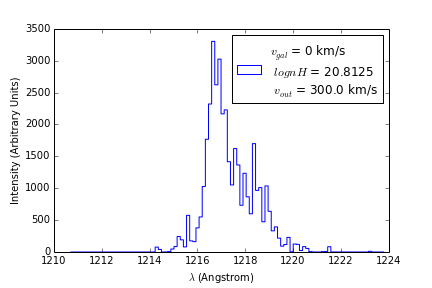 3500
3000
2500
2000
1500
1000
500
0
Intensity (Arbitrary Units)
v_gal = 0 km/s
lognH = 20.8125
v_out = 300.0 km/s
1210 1212 1214 1216 1218 1220 1222 1224
λ (Angstrom)